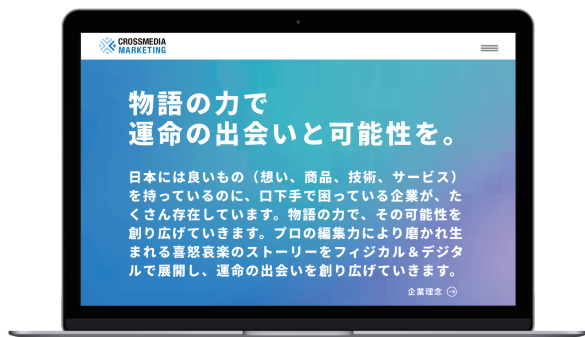 CROSSMEDIA
MARKETING
物語の力で
運命の出会いと可能性を。
日本には良いもの（想い、商品、技術、サービス）
を持っているのに、口下手で困っている企業が、た
くさん存在しています。物語の力で、その可能性を
創り広げていきます。プロの編集力により磨かれ生
まれる喜怒哀楽のストーリーをフィジカル＆デジタ
ルで展開し、運命の出会いを創り広げていきます。
企業理念